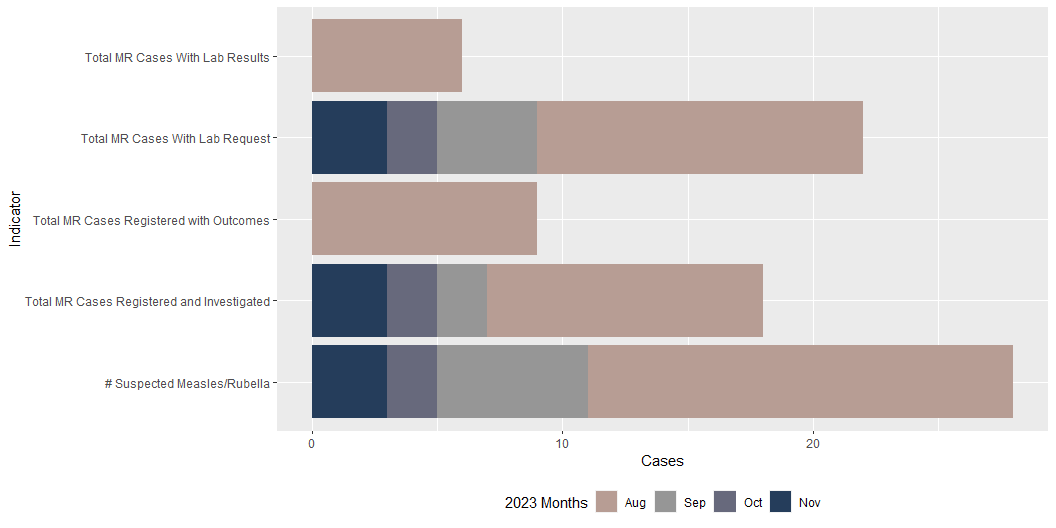 Indicator
Total MR Cases With Lab Results
Total MR Cases With Lab Request
Total MR Cases Registered with Outcomes
Total MR Cases Registered and Investigated
# Suspected Measles/Rubella
0 10 20
Cases
2023 Months Aug Sep Oct Nov